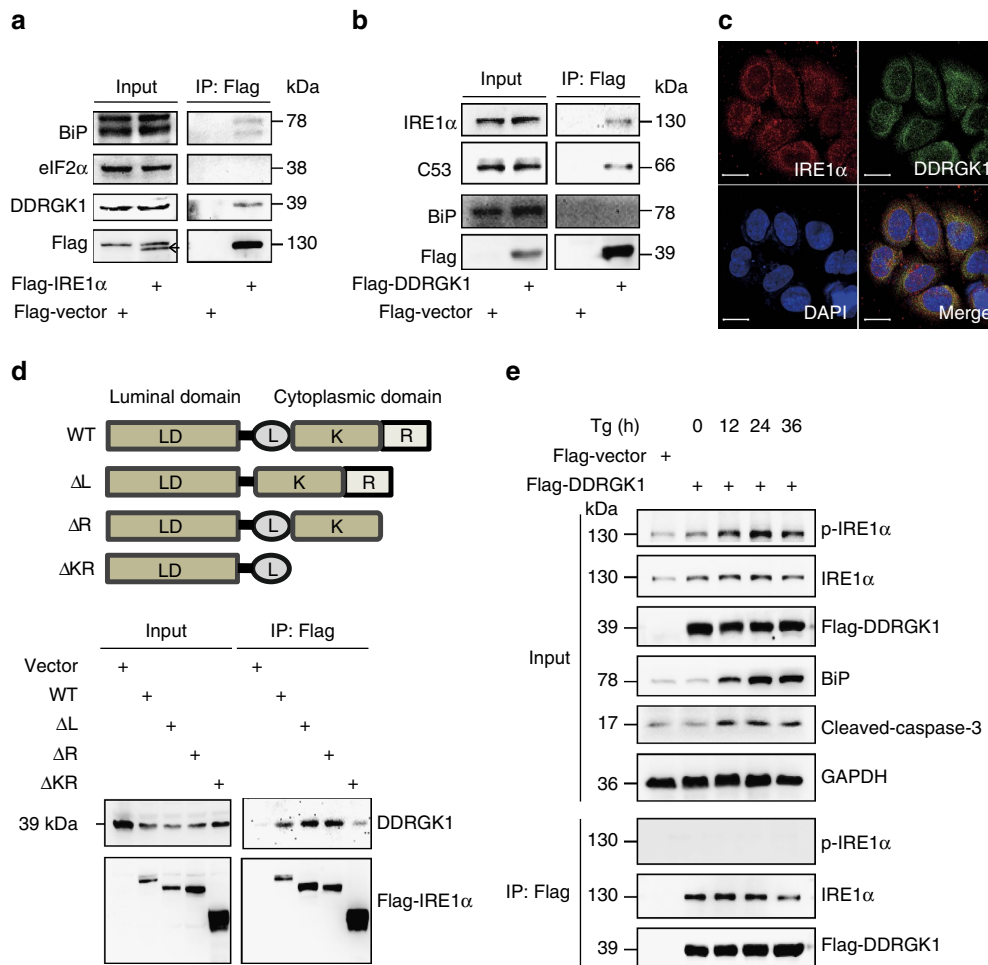 a
Input IP: Flag kDa
BiP 78
eIF2α 38
DDRGK1 39
Flag 130
Flag-IRE1α + +
Flag-vector + +
b
Input IP: Flag kDa
IRE1α 130
C53 66
BiP 78
Flag 39
Flag-DDRGK1 + +
Flag-vector + +
c
IRE1α DDRGK1
DAPI Merge
d
Luminal domain Cytoplasmic domain
WT LD L K R
ΔL LD K R
ΔR LD L K
ΔKR LD L
Input IP: Flag
Vector + +
WT + +
ΔL + +
ΔR + +
ΔKR + +
39 kDa DDRGK1
Flag-IRE1α
e
Tg (h) 0 12 24 36
Flag-vector +
Flag-DDRGK1 + + + +
kDa
Input
130 p-IRE1α
130 IRE1α
39 Flag-DDRGK1
78 BiP
17 Cleaved-caspase-3
36 GAPDH
IP: Flag
130 p-IRE1α
130 IRE1α
39 Flag-DDRGK1